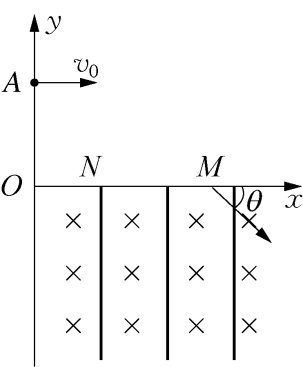 y
A
v₀
O
N
M
θ
x
× × × ×
× × × ×
× × × ×